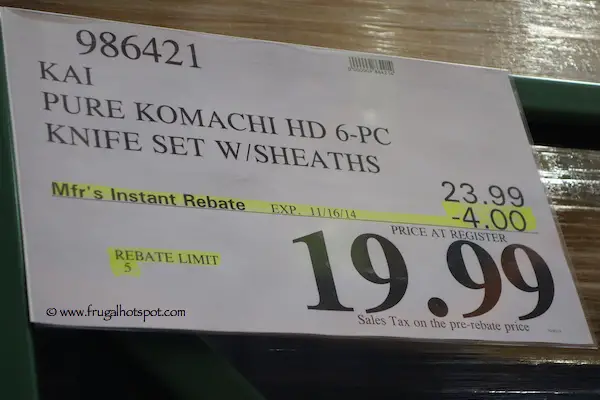 986421
KAI
PURE KOMACHI HD 6-PC
KNIFE SET W/SHEATHS
23.99
Mfr's Instant Rebate EXP. 11/16/14 -4.00
PRICE AT REGISTER
19.99
REBATE LIMIT
5
Sales Tax on the pre-rebate price
© www.frugalhotspot.com